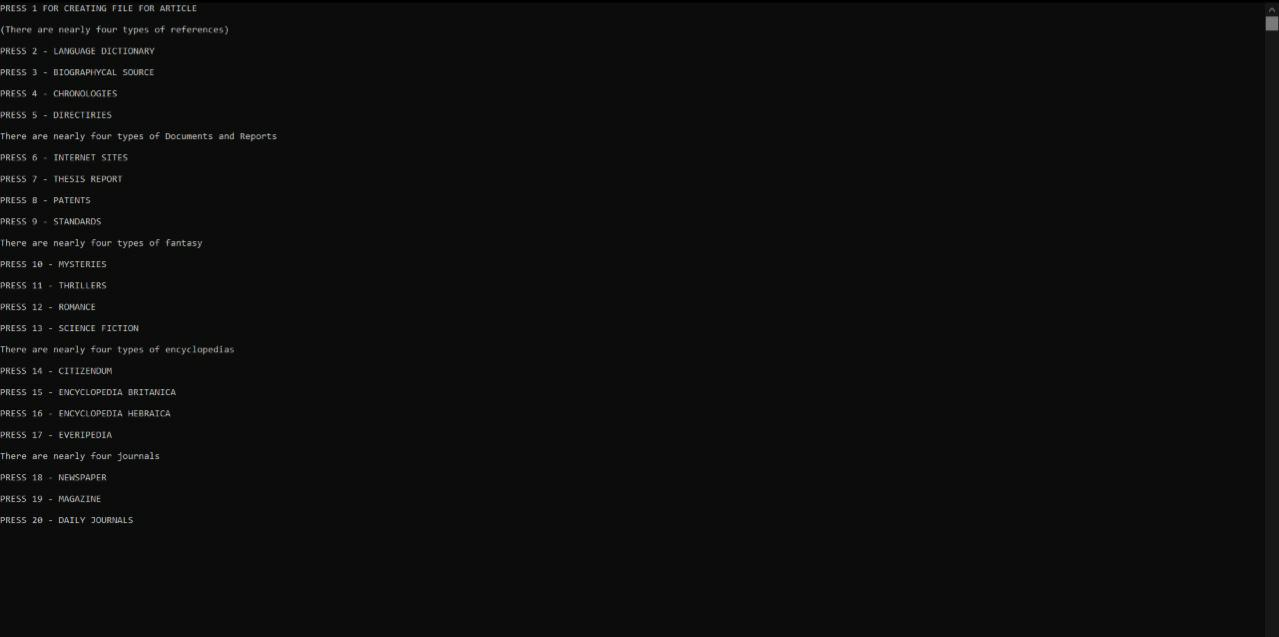 PRESS 1 FOR CREATING FILE FOR ARTICLE
(There are nearly four types of references)
PRESS 2 - LANGUAGE DICTIONARY
PRESS 3 - BIOGRAPHYCAL SOURCE
PRESS 4 - CHRONOLOGIES
PRESS 5 - DIRECTIRIES
There are nearly four types of Documents and Reports
PRESS 6 - INTERNET SITES
PRESS 7 - THESIS REPORT
PRESS 8 - PATENTS
PRESS 9 - STANDARDS
There are nearly four types of fantasy
PRESS 10 - MYSTERIES
PRESS 11 - THRILLERS
PRESS 12 - ROMANCE
PRESS 13 - SCIENCE FICTION
There are nearly four types of encyclopedias
PRESS 14 - CITIZENDUM
PRESS 15 - ENCYCLOPEDIA BRITANICA
PRESS 16 - ENCYCLOPEDIA HEBRAICA
PRESS 17 - EVERIPEDIA
There are nearly four journals
PRESS 18 - NEWSPAPER
PRESS 19 - MAGAZINE
PRESS 20 - DAILY JOURNALS